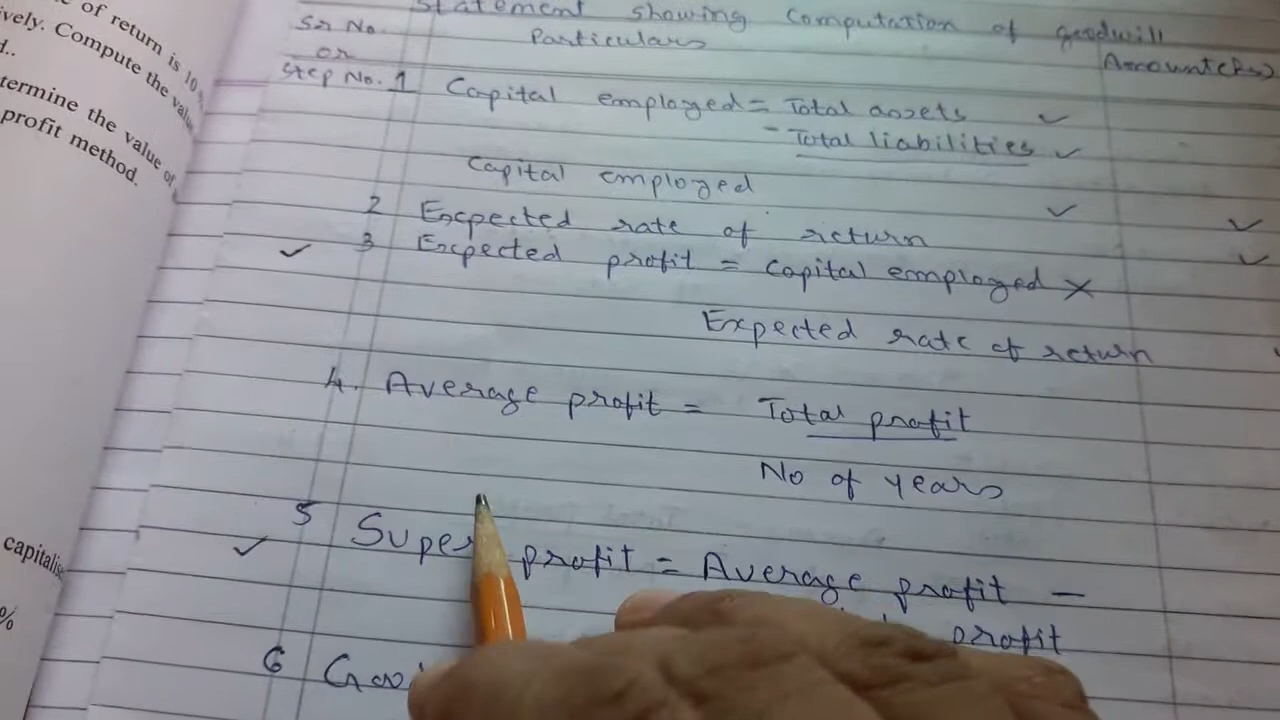 of return is 10%
ively. Compute the value
d..
termine the value of
profit method.
capitalise
%
Statement showing Computation of goodwill
Sr No. Particulars Amount(Rs)
or
Step No. 1 Capital employed = Total assets
- Total liabilities
Capital employed
2 Expected rate of return
3 Expected profit = Capital employed ×
Expected rate of return
4. Average profit = Total profit
No of years
5 Super profit = Average profit –
profit
6 Goo